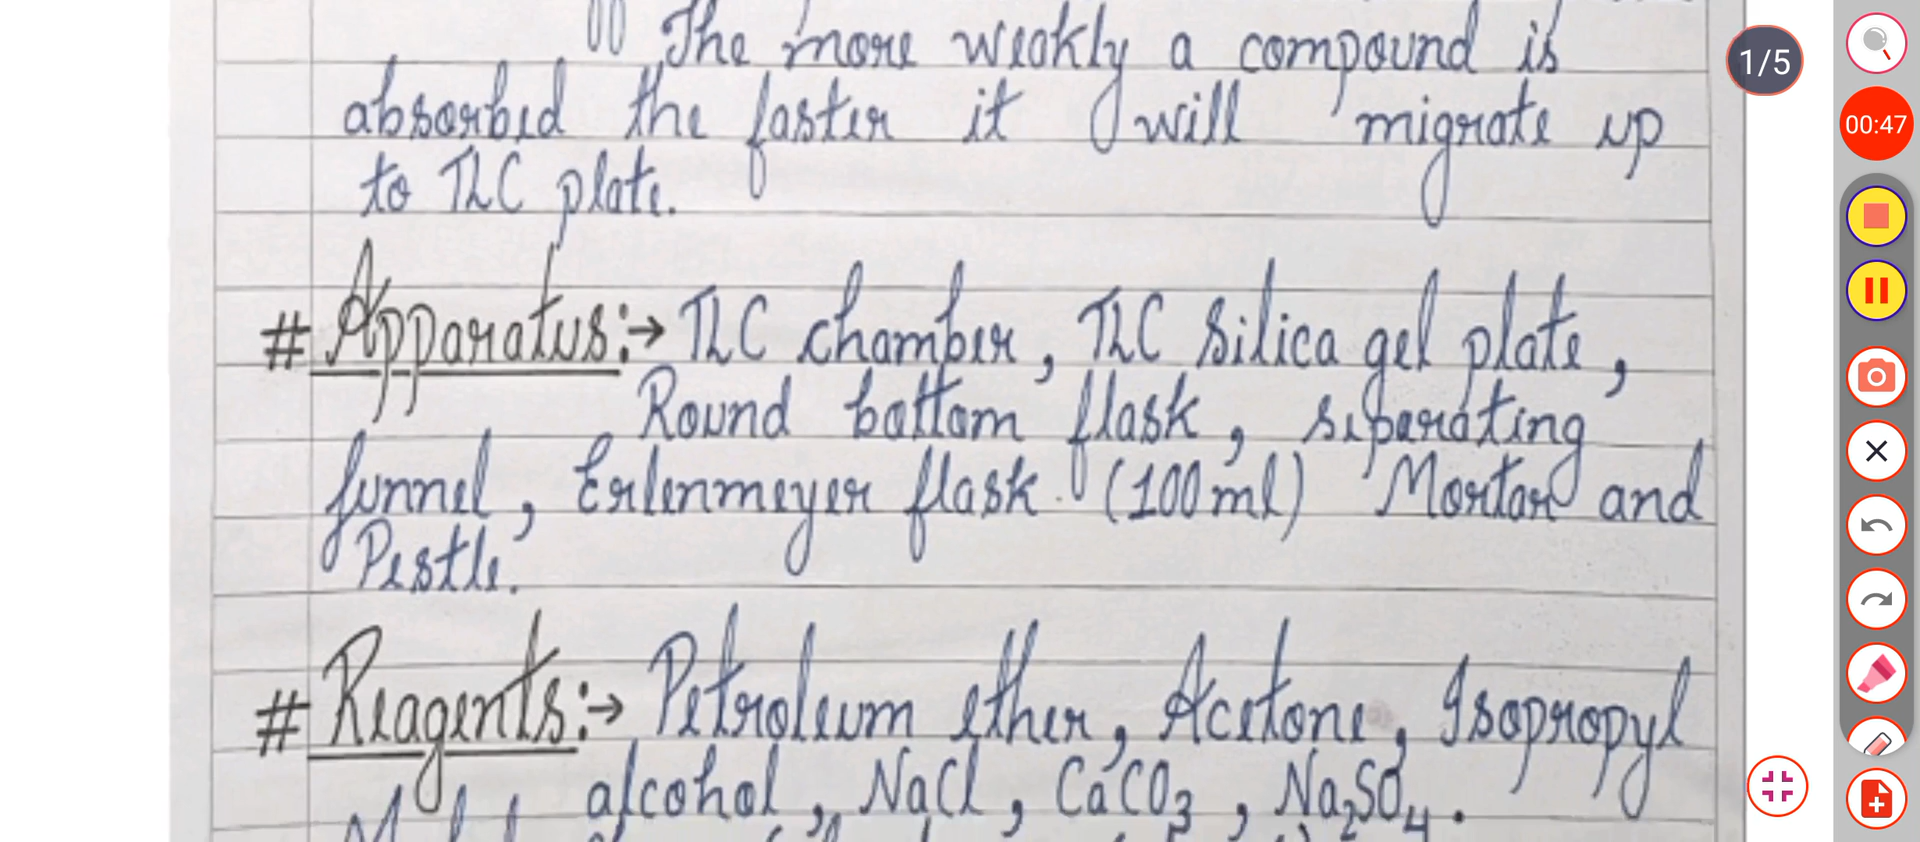 The more weakly a compound is
absorbed the faster it will migrate up
to TLC plate.
# Apparatus:→ TLC chamber, TLC Silica gel plate,
Round bottom flask, separating
funnel, Erlenmeyer flask (100 ml) Mortar and
Pestle.
# Reagents:→ Petroleum ether, Acetone, Isopropyl
alcohol, NaCl, CaCO₃, Na₂SO₄.
1/5
00:47